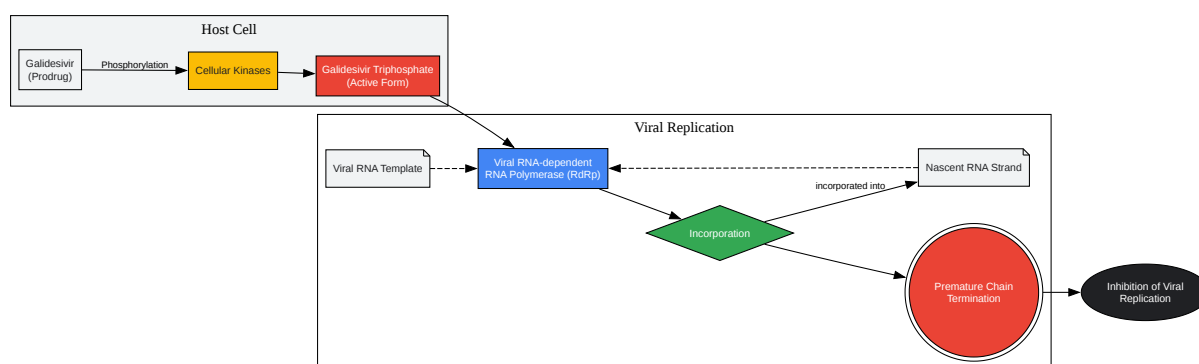 Host Cell
Galidesivir
(Prodrug)
Phosphorylation
Cellular Kinases
Galidesivir Triphosphate
(Active Form)
Viral Replication
Viral RNA Template
Viral RNA-dependent
RNA Polymerase (RdRp)
Nascent RNA Strand
incorporated into
Incorporation
Premature Chain
Termination
Inhibition of Viral
Replication